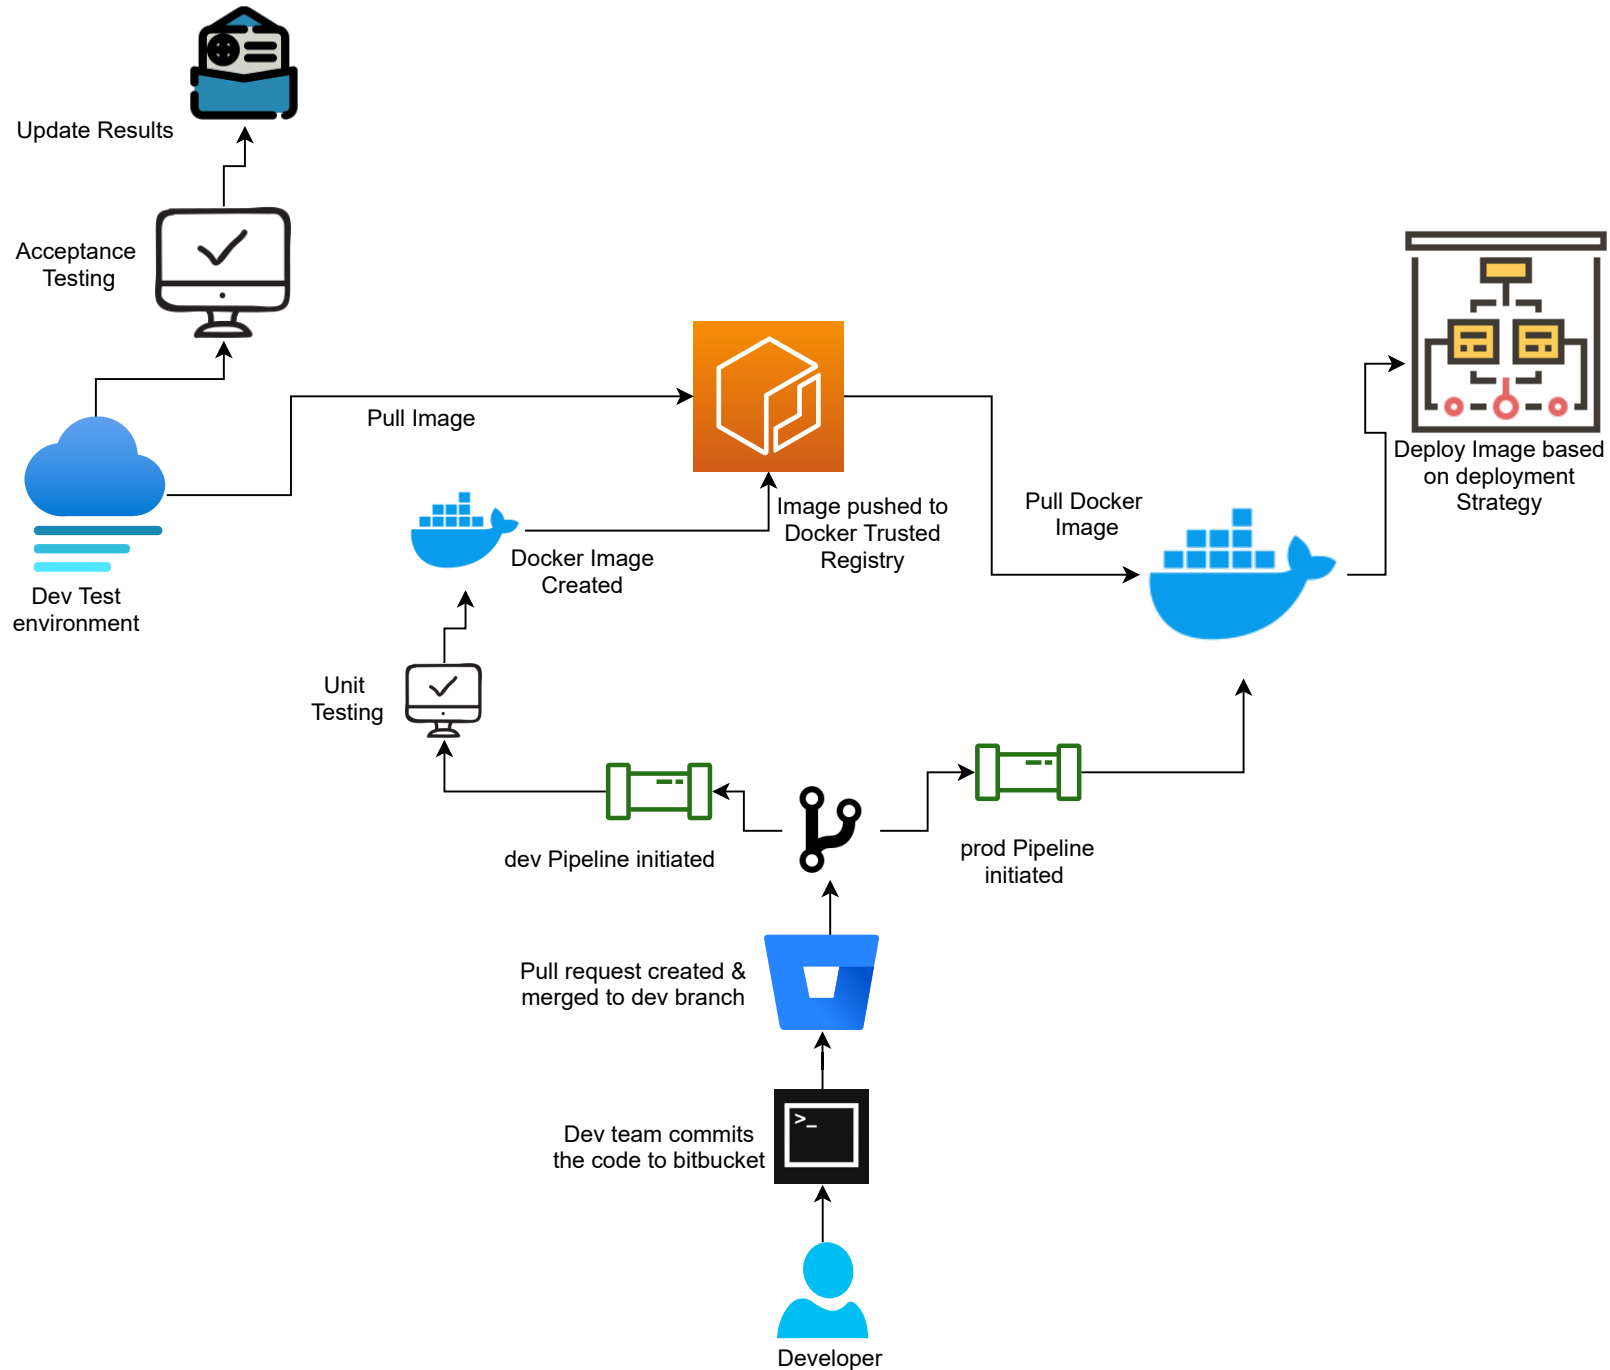 Update Results
Acceptance
Testing
Pull Image
Dev Test
environment
Docker Image
Created
Image pushed to
Docker Trusted
Registry
Pull Docker
Image
Deploy Image based
on deployment
Strategy
Unit
Testing
dev Pipeline initiated
prod Pipeline
initiated
Pull request created &
merged to dev branch
Dev team commits
the code to bitbucket
>_
Developer